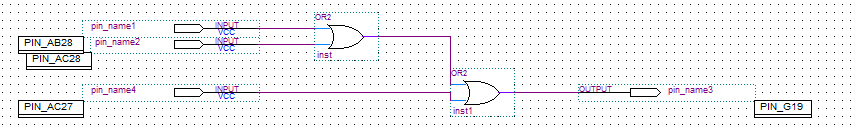 OR2
pin_name1 INPUT
VCC
PIN_AB28 pin_name2 INPUT
VCC
PIN_AC28 inst
OR2
pin_name4 INPUT
VCC
OUTPUT pin_name3
PIN_AC27 inst1 PIN_G19